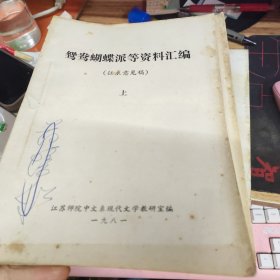 鸳鸯蝴蝶派等资料汇编
（征求意见稿）
上
江苏师院中文系现代文学教研室编
一九八一